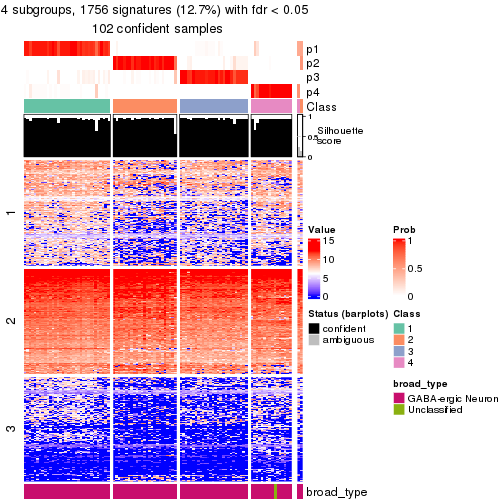 4 subgroups, 1756 signatures (12.7%) with fdr < 0.05
102 confident samples
p1
p2
p3
p4
Class
1
0.5
0
Silhouette
score
1
2
3
broad_type
Value
15
10
5
0
Prob
1
0.5
0
Status (barplots)
confident
ambiguous
Class
1
2
3
4
broad_type
GABA-ergic Neuron
Unclassified